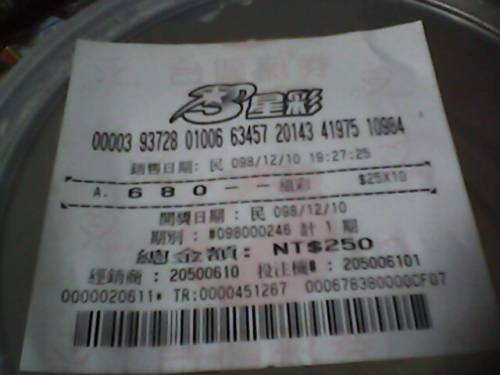 3星彩
00003 93728 01006 63457 20143 41975 10984
銷售日期: 民 098/12/10 19:27:25
A. 6 8 0 - - 組彩 $25X10
開獎日期 : 民 098/12/10
期別 : #098000246 計 1 期
總金額: NT$250
經銷商 : 20500610 投注機# : 205006101
0000020611* TR:0000451267 000678380000CF07